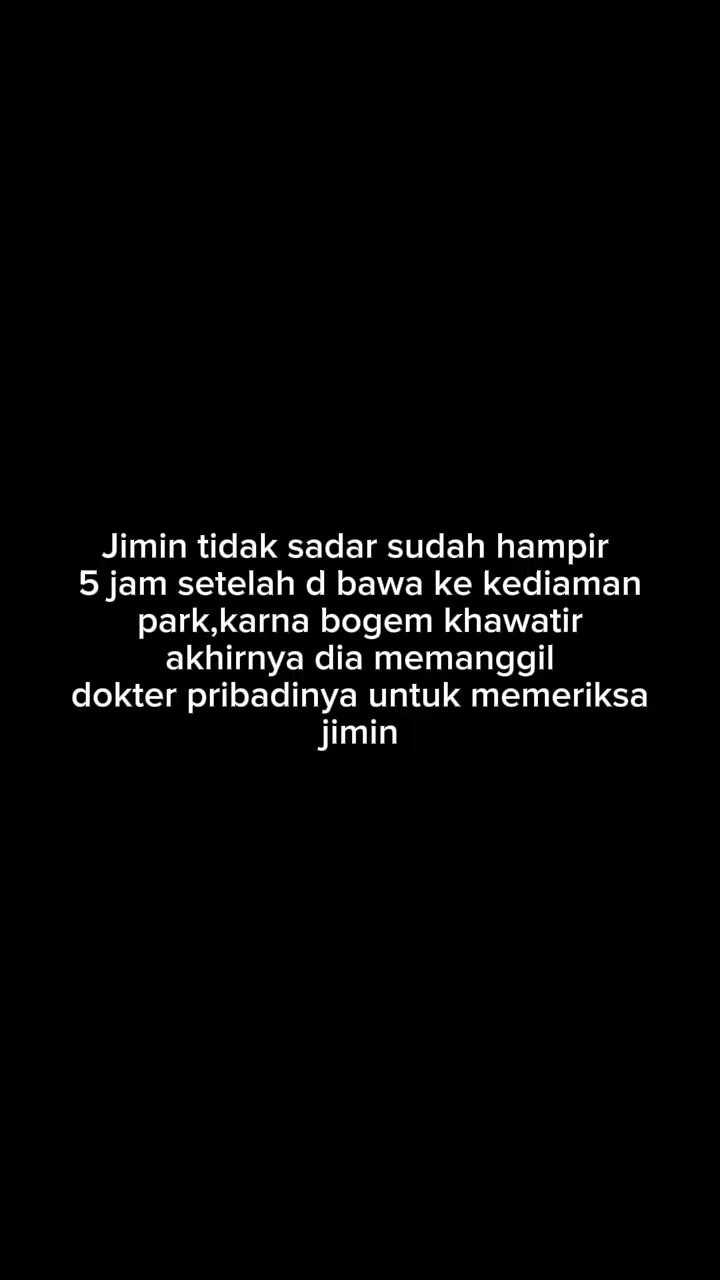 Jimin tidak sadar sudah hampir
5 jam setelah d bawa ke kediaman
park,karna bogem khawatir
akhirnya dia memanggil
dokter pribadinya untuk memeriksa
jimin